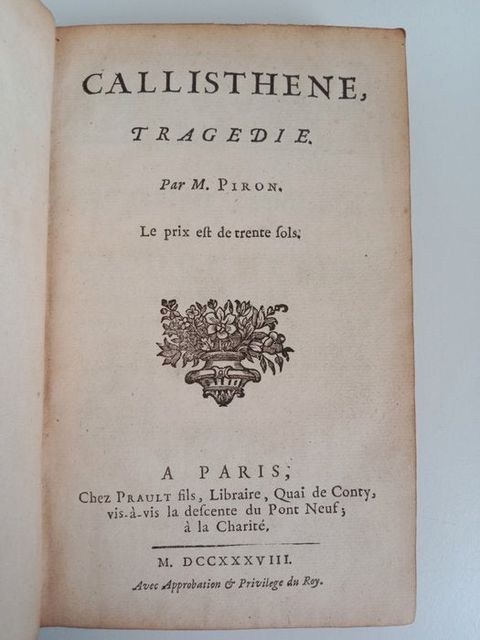 CALLISTHENE,
TRAGEDIE.
Par M. PIRON.
Le prix eſt de trente ſols.
A PARIS;
Chez PRAULT fils, Libraire, Quai de Conty,
vis-à-vis la deſcente du Pont Neuf;
à la Charité.
M. DCCXXXVIII.
Avec Approbation & Privilege du Roy.